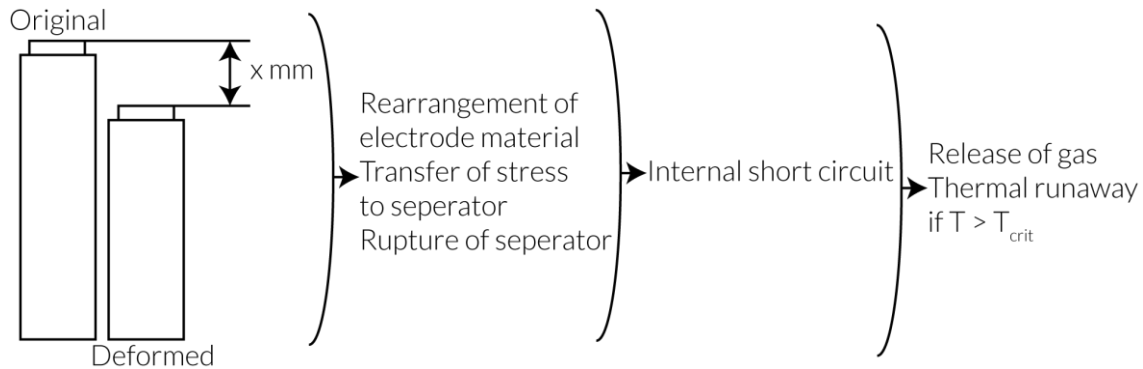 Original
x mm
Deformed
Rearrangement of
electrode material
Transfer of stress
to seperator
Rupture of seperator
Internal short circuit
Release of gas
Thermal runaway
if T > Tcrit